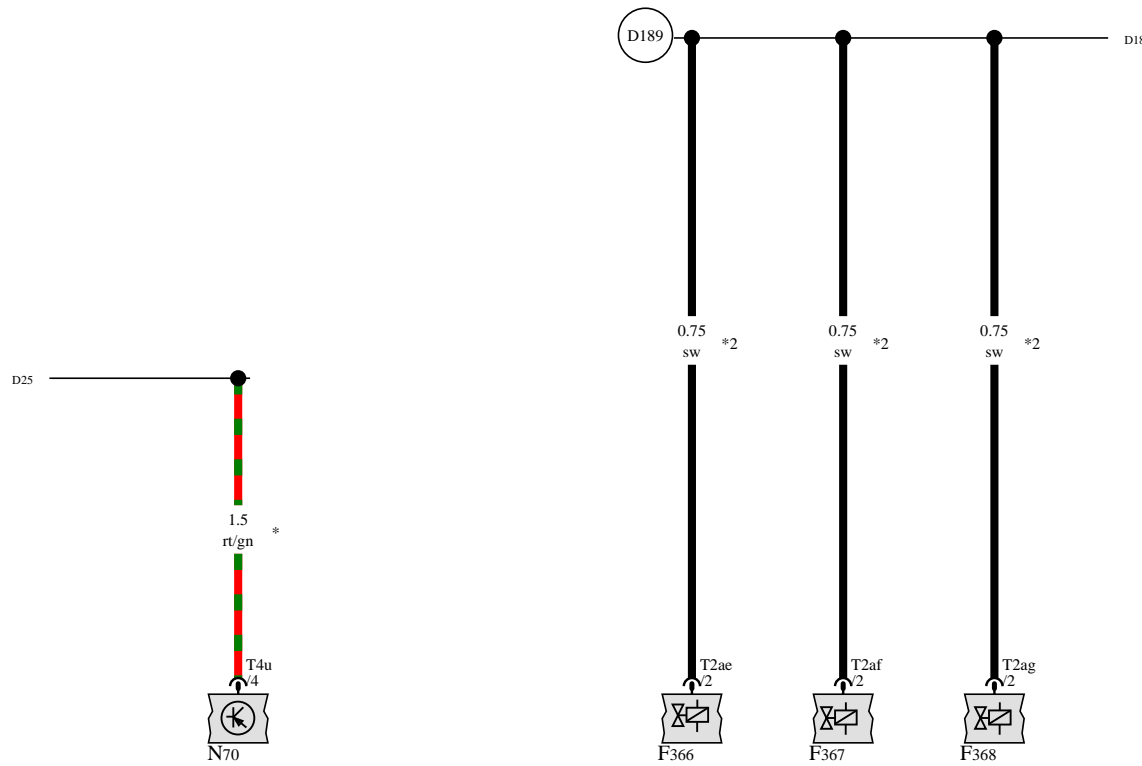 D189
D18
0.75
sw
*2
0.75
sw
*2
0.75
sw
*2
D25
1.5
rt/gn
*
T4u
/4
T2ae
/2
T2af
/2
T2ag
/2
N70
F366
F367
F368